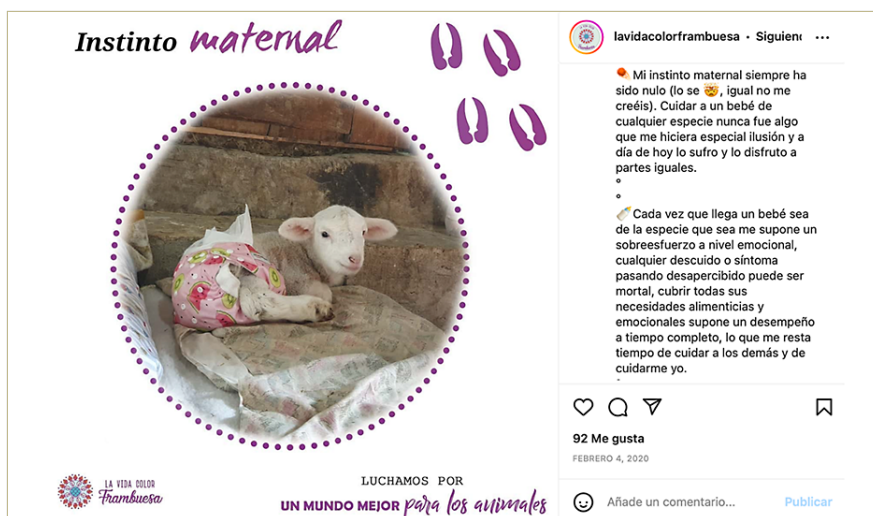 Instinto maternal
LA VIDA COLOR
Frambuesa
LUCHAMOS POR
UN MUNDO MEJOR para los animales
lavidacolorframbuesa • Siguien
Mi instinto maternal siempre ha
sido nulo (lo se 🤯, igual no me
creéis). Cuidar a un bebé de
cualquier especie nunca fue algo
que me hiciera especial ilusión y a
día de hoy lo sufro y lo disfruto a
partes iguales.
🍼Cada vez que llega un bebé sea
de la especie que sea me supone un
sobreesfuerzo a nivel emocional,
cualquier descuido o síntoma
pasando desapercibido puede ser
mortal, cubrir todas sus
necesidades alimenticias y
emocionales supone un desempeño
a tiempo completo, lo que me resta
tiempo de cuidar a los demás y de
cuidarme yo.
92 Me gusta
FEBRERO 4, 2020
Añade un comentario...
Publicar